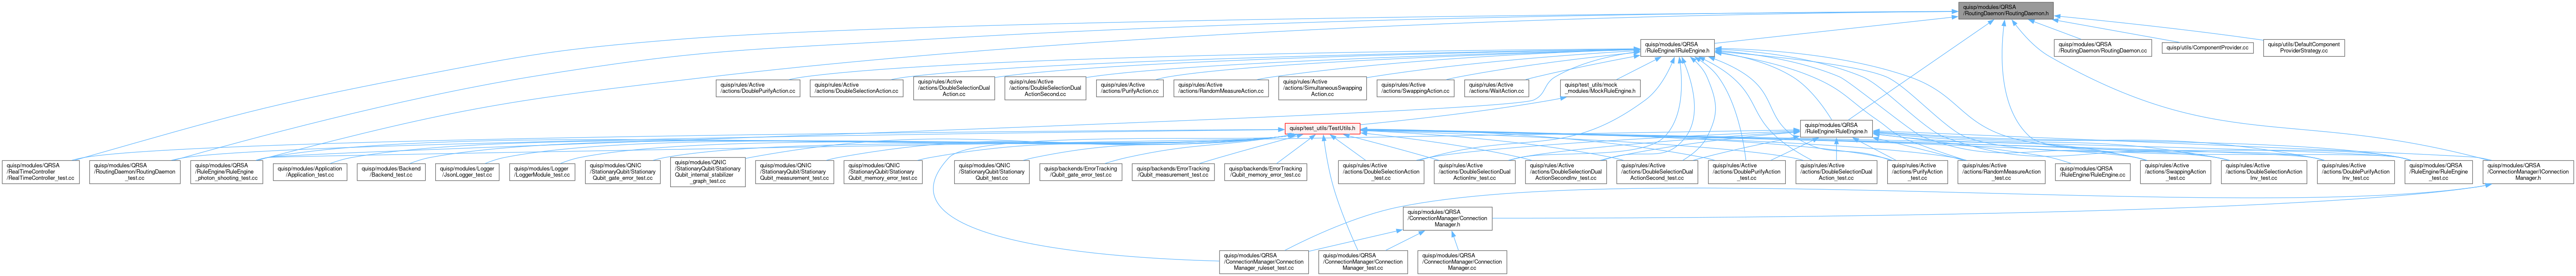 quisp/modules/QRSA
/RoutingDaemon/RoutingDaemon.h
quisp/modules/QRSA
/RuleEngine/IRuleEngine.h
quisp/modules/QRSA
/RoutingDaemon/RoutingDaemon.cc
quisp/utils/ComponentProvider.cc
quisp/utils/DefaultComponent
ProviderStrategy.cc
quisp/rules/Active
/actions/DoublePurifyAction.cc
quisp/rules/Active
/actions/DoubleSelectionAction.cc
quisp/rules/Active
/actions/DoubleSelectionDual
Action.cc
quisp/rules/Active
/actions/DoubleSelectionDual
ActionSecond.cc
quisp/rules/Active
/actions/PurifyAction.cc
quisp/rules/Active
/actions/RandomMeasureAction.cc
quisp/rules/Active
/actions/SimultaneousSwapping
Action.cc
quisp/rules/Active
/actions/SwappingAction.cc
quisp/rules/Active
/actions/WaitAction.cc
quisp/test_utils/mock
_modules/MockRuleEngine.h
quisp/test_utils/TestUtils.h
quisp/modules/QRSA
/RuleEngine/RuleEngine.h
quisp/modules/QRSA
/RealTimeController
/RealTimeController_test.cc
quisp/modules/QRSA
/RoutingDaemon/RoutingDaemon
_test.cc
quisp/modules/QRSA
/RuleEngine/RuleEngine
_photon_shooting_test.cc
quisp/modules/Application
/Application_test.cc
quisp/modules/Backend
/Backend_test.cc
quisp/modules/Logger
/JsonLogger_test.cc
quisp/modules/Logger
/LoggerModule_test.cc
quisp/modules/QNIC
/StationaryQubit/Stationary
Qubit_gate_error_test.cc
quisp/modules/QNIC
/StationaryQubit/Stationary
Qubit_internal_stabilizer
_graph_test.cc
quisp/modules/QNIC
/StationaryQubit/Stationary
Qubit_measurement_test.cc
quisp/modules/QNIC
/StationaryQubit/Stationary
Qubit_memory_error_test.cc
quisp/modules/QNIC
/StationaryQubit/Stationary
Qubit_test.cc
quisp/backends/ErrorTracking
/Qubit_gate_error_test.cc
quisp/backends/ErrorTracking
/Qubit_measurement_test.cc
quisp/backends/ErrorTracking
/Qubit_memory_error_test.cc
quisp/rules/Active
/actions/DoubleSelectionAction
_test.cc
quisp/rules/Active
/actions/DoubleSelectionDual
ActionInv_test.cc
quisp/rules/Active
/actions/DoubleSelectionDual
ActionSecondInv_test.cc
quisp/rules/Active
/actions/DoubleSelectionDual
ActionSecond_test.cc
quisp/rules/Active
/actions/DoublePurifyAction
_test.cc
quisp/rules/Active
/actions/DoubleSelectionDual
Action_test.cc
quisp/rules/Active
/actions/PurifyAction
_test.cc
quisp/rules/Active
/actions/RandomMeasureAction
_test.cc
quisp/modules/QRSA
/RuleEngine/RuleEngine.cc
quisp/rules/Active
/actions/SwappingAction
_test.cc
quisp/rules/Active
/actions/DoubleSelectionAction
Inv_test.cc
quisp/rules/Active
/actions/DoublePurifyAction
Inv_test.cc
quisp/modules/QRSA
/RuleEngine/RuleEngine
_test.cc
quisp/modules/QRSA
/ConnectionManager/IConnection
Manager.h
quisp/modules/QRSA
/ConnectionManager/Connection
Manager.h
quisp/modules/QRSA
/ConnectionManager/Connection
Manager_ruleset_test.cc
quisp/modules/QRSA
/ConnectionManager/Connection
Manager_test.cc
quisp/modules/QRSA
/ConnectionManager/Connection
Manager.cc